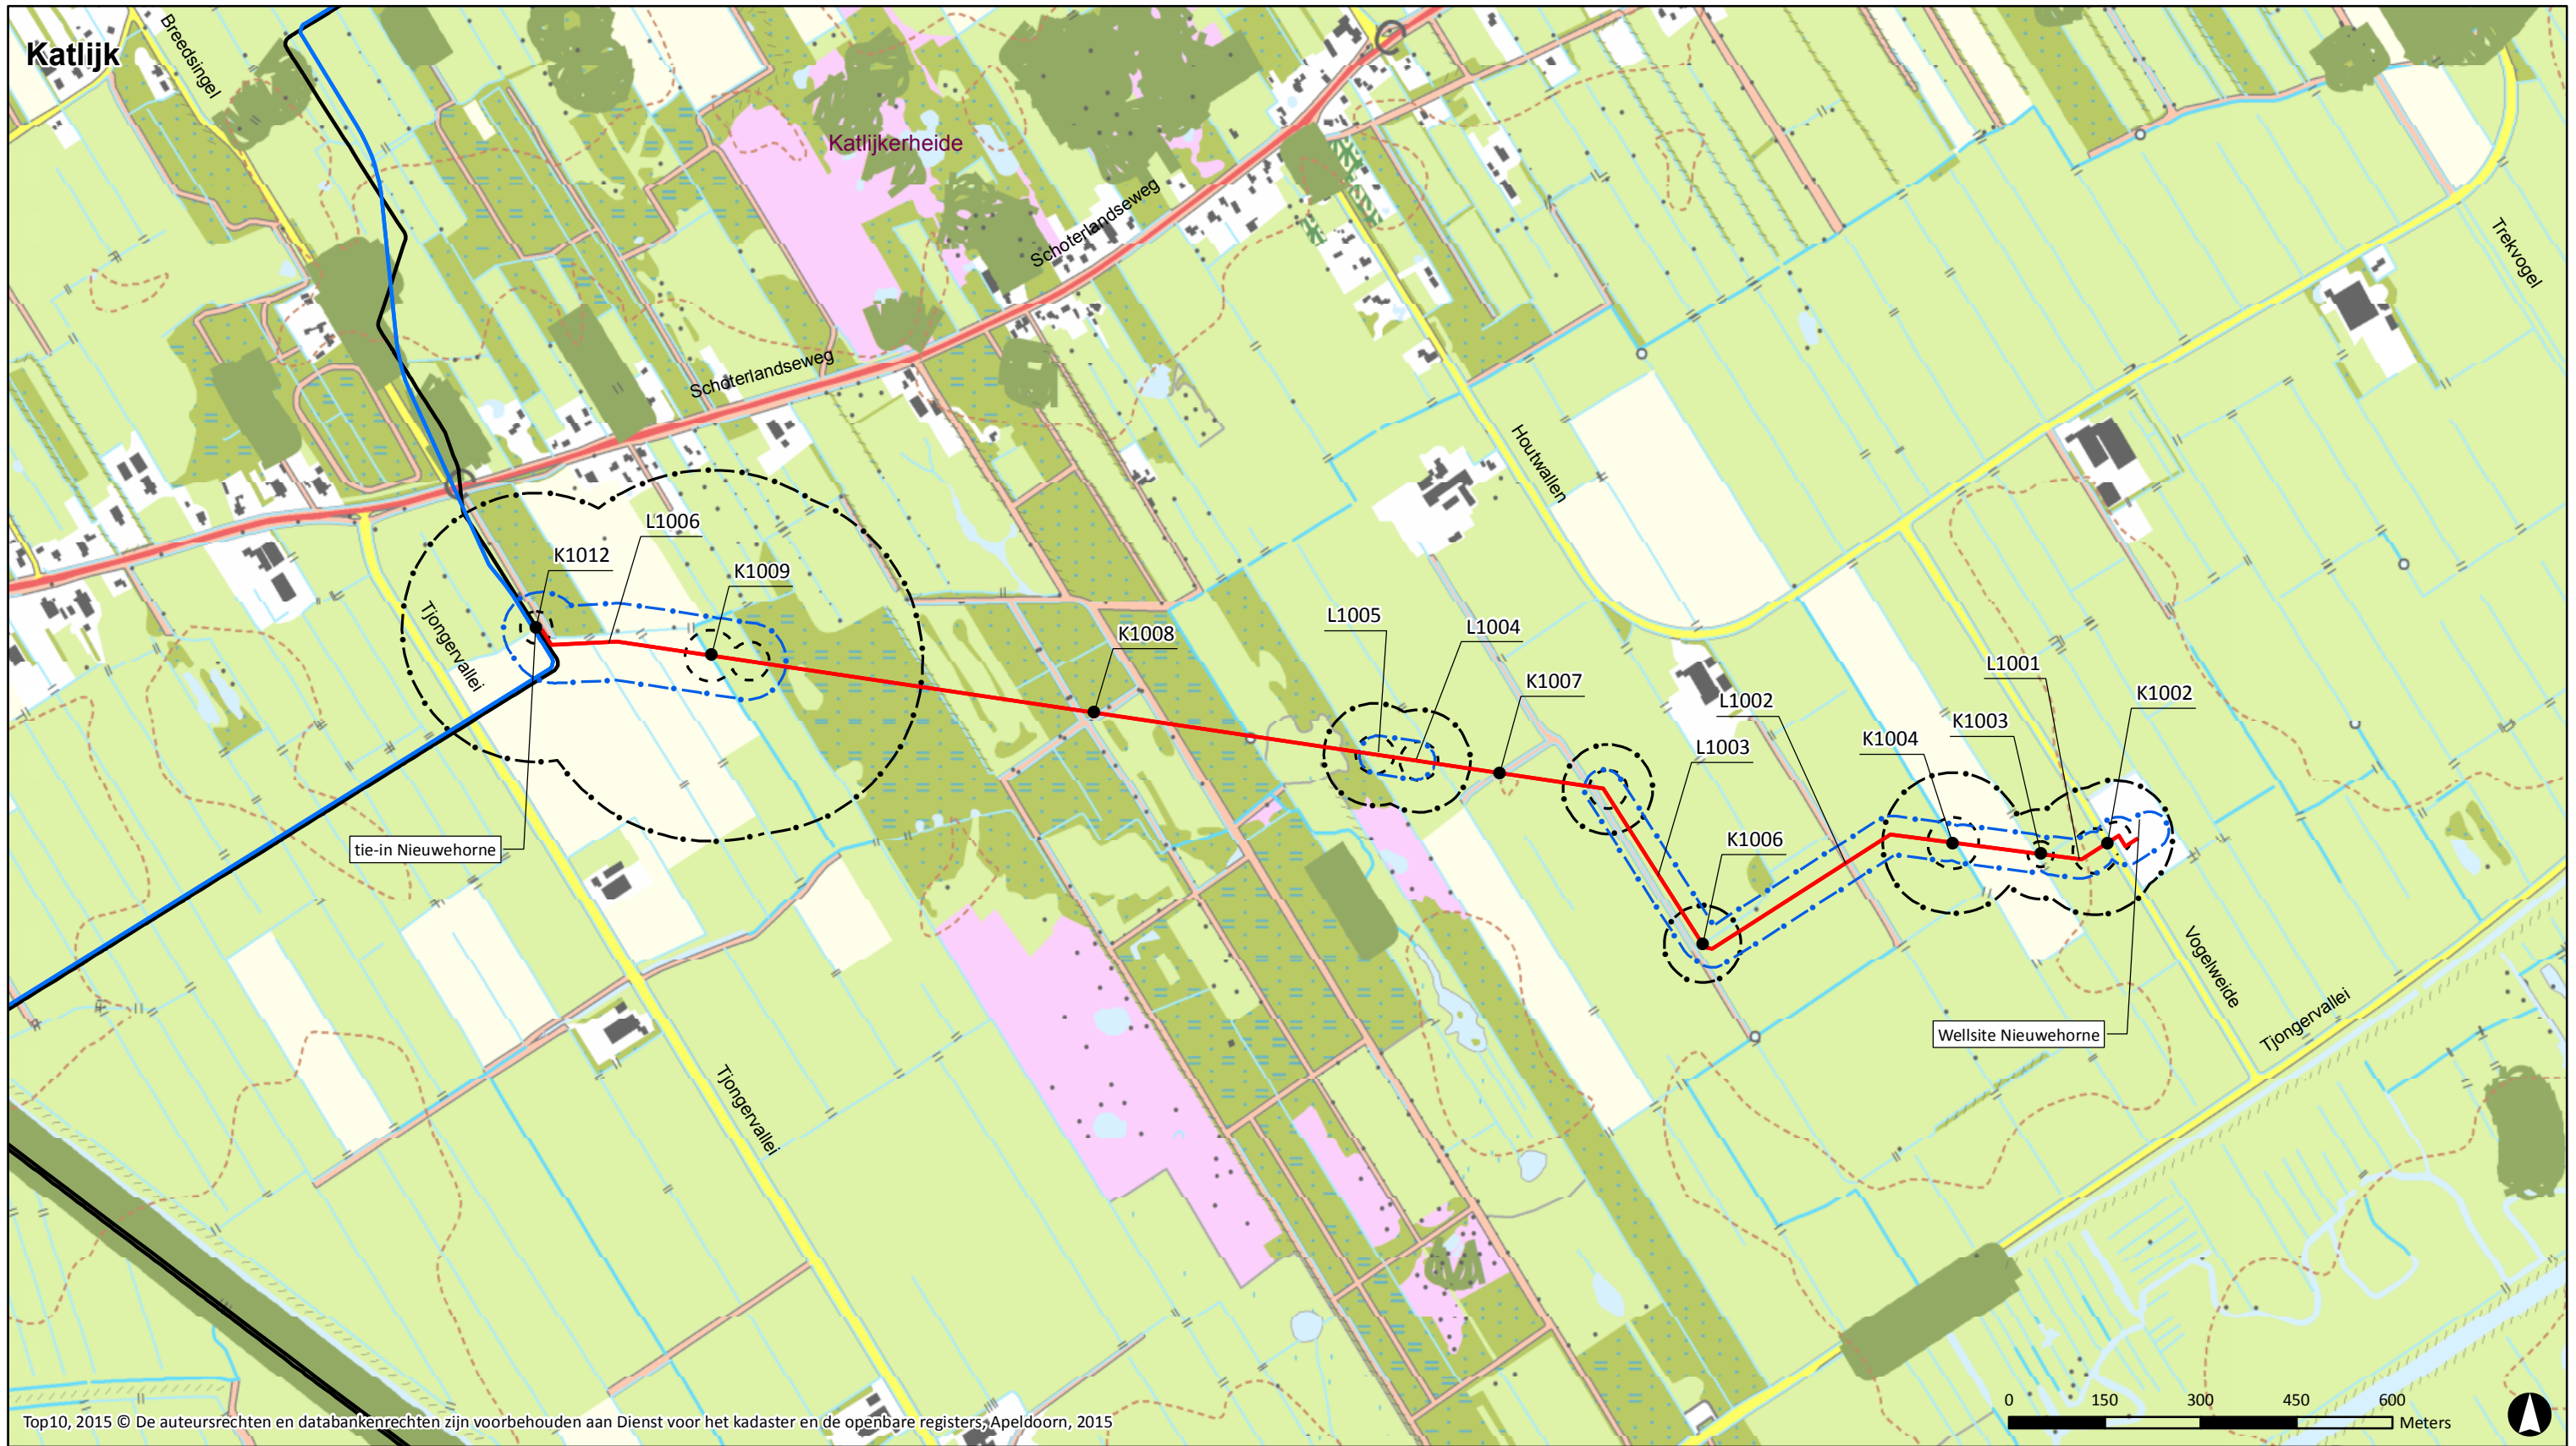 Katlijk
Breedsingel
Katlijkerheide
Schoterlandseweg
Schoterlandseweg
Trekvogel
Houtwallen
L1006
K1012
K1009
Tjongervallei
K1008
L1005
L1004
K1007
L1001
L1002
K1002
K1003
K1004
L1003
K1006
tie-in Nieuwehorne
Vogelweide
Wellsite Nieuwehorne
Tjongervallei
Tjongervallei
0 150 300 450 600
Meters
Top10, 2015 © De auteursrechten en databankenrechten zijn voorbehouden aan Dienst voor het kadaster en de openbare registers, Apeldoorn, 2015